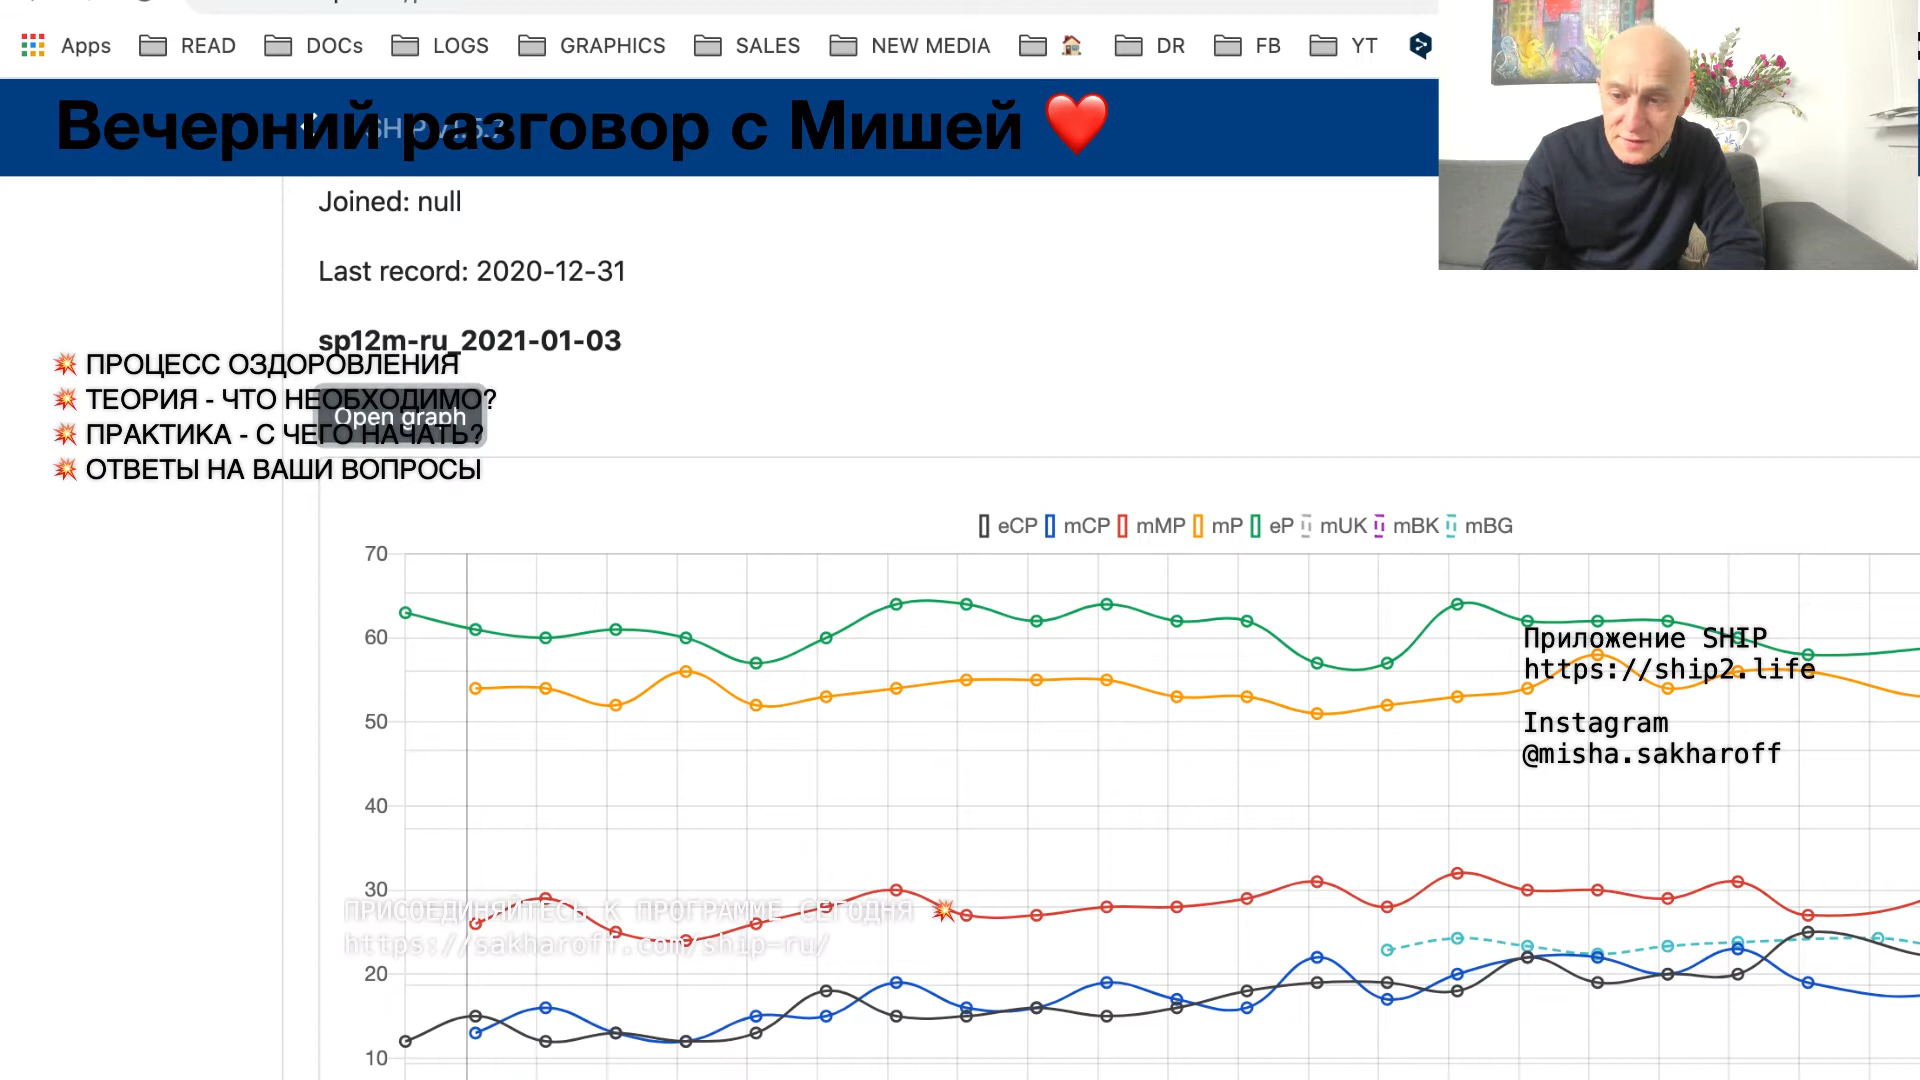 Apps READ DOCs LOGS GRAPHICS SALES NEW MEDIA DR FB YT
Вечерний разговор с Мишей
Joined: null
Last record: 2020-12-31
sp12m-ru_2021-01-03
ПРОЦЕСС ОЗДОРОВЛЕНИЯ
ТЕОРИЯ - ЧТО НЕОБХОДИМО?
Open graph
ПРАКТИКА - С ЧЕГО НАЧАТЬ?
ОТВЕТЫ НА ВАШИ ВОПРОСЫ
eCP mCP mMP mP eP mUK mBK mBG
70
60
50
40
30
20
10
Приложение SHIP
https://ship2.life
Instagram
@misha.sakharoff
ПРИСОЕДИНЯЙТЕСЬ К ПРОГРАММЕ СЕГОДНЯ
https://sakharoff.com/ship-ru/